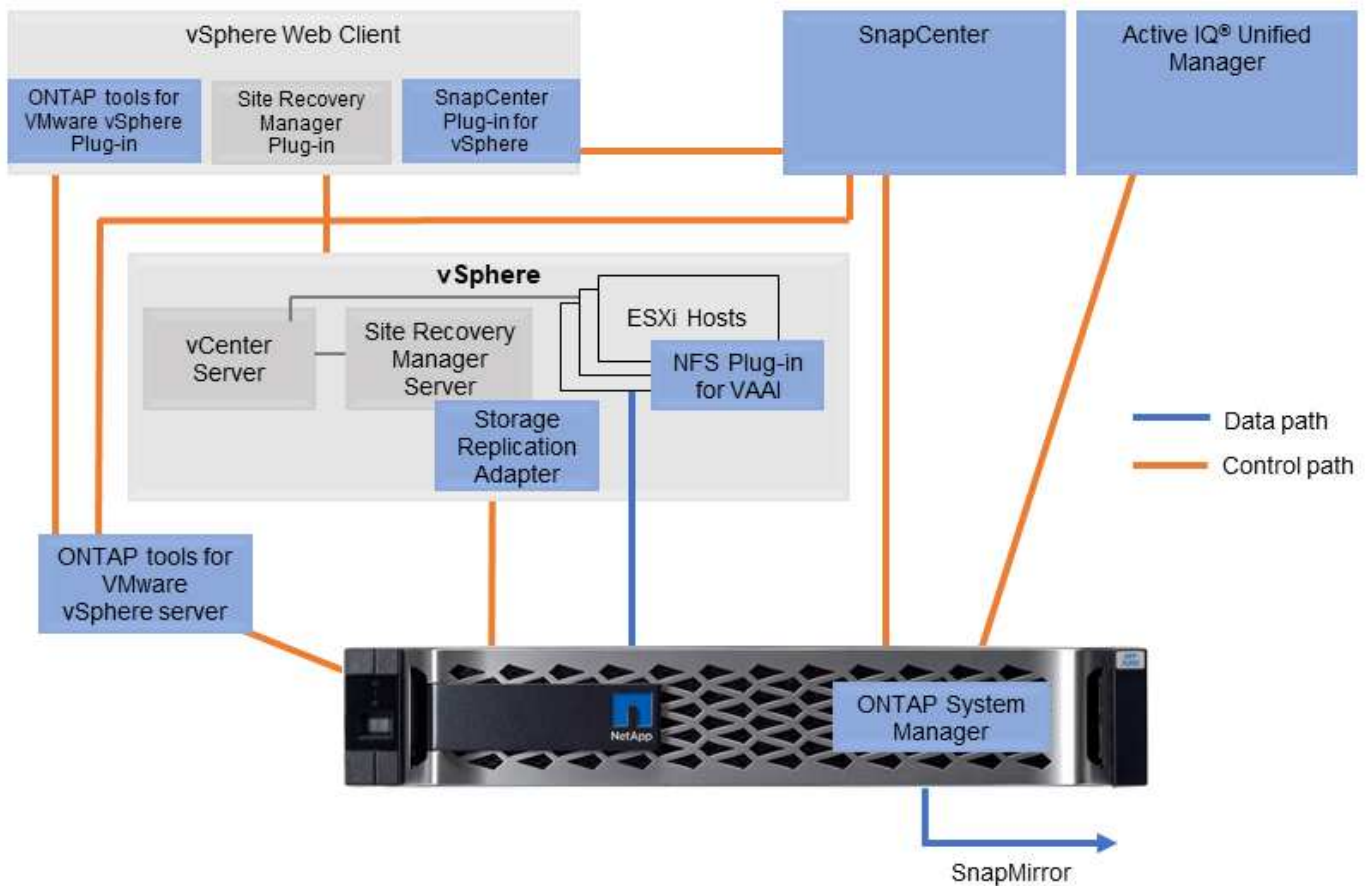 vSphere Web Client
ONTAP tools for
VMware vSphere
Plug-in
Site Recovery
Manager
Plug-in
SnapCenter
Plug-in for
vSphere
SnapCenter
Active IQ® Unified
Manager
vSphere
vCenter
Server
Site Recovery
Manager
Server
Storage
Replication
Adapter
ESXi Hosts
NFS Plug-in
for VAAI
Data path
Control path
ONTAP tools for
VMware
vSphere server
NetApp
ONTAP System
Manager
SnapMirror